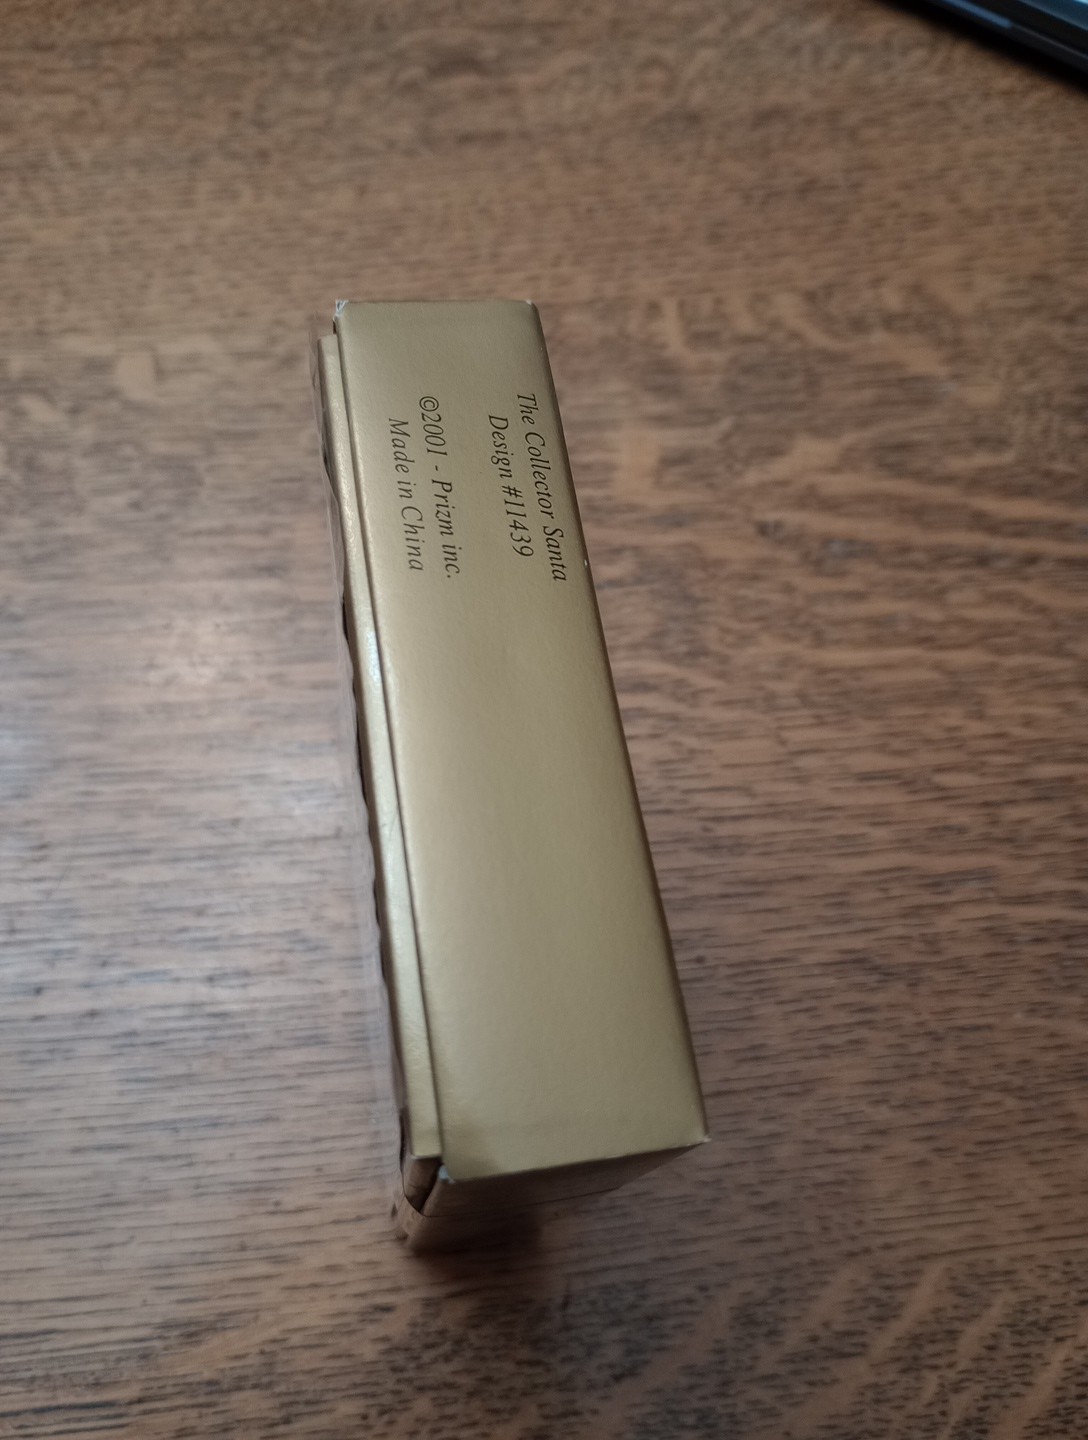 The Collector Santa
Design #11439
©2001 - Prizm inc.
Made in China